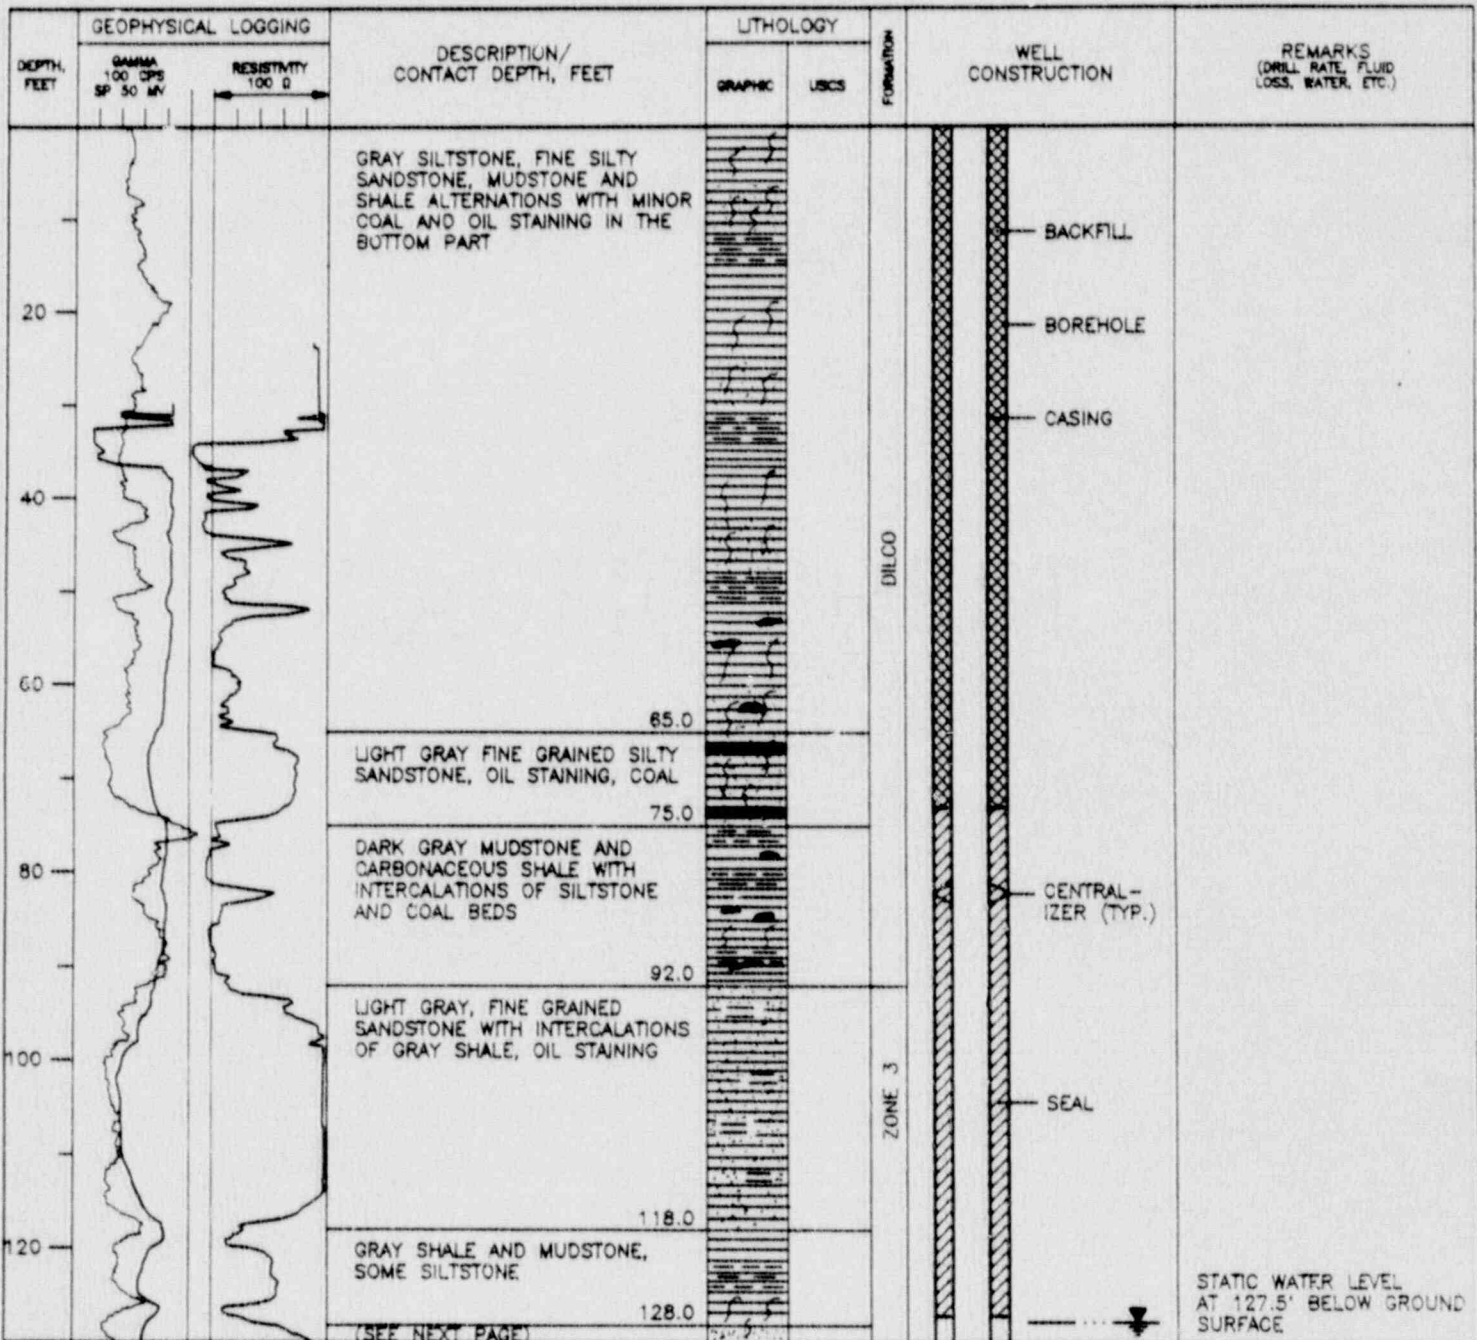 GEOPHYSICAL LOGGING
LITHOLOGY
DEPTH,
FEET
GAMMA
100 CPS
SP 50 MV
RESISTIVITY
100 Ω
DESCRIPTION/
CONTACT DEPTH, FEET
GRAPHIC
USCS
FORMATION
WELL
CONSTRUCTION
REMARKS
(DRILL RATE, FLUID
LOSS, WATER, ETC.)
GRAY SILTSTONE, FINE SILTY
SANDSTONE, MUDSTONE AND
SHALE ALTERNATIONS WITH MINOR
COAL AND OIL STAINING IN THE
BOTTOM PART
BACKFILL
20
BOREHOLE
CASING
40
DILCO
60
65.0
LIGHT GRAY FINE GRAINED SILTY
SANDSTONE, OIL STAINING, COAL
75.0
DARK GRAY MUDSTONE AND
CARBONACEOUS SHALE WITH
INTERCALATIONS OF SILTSTONE
AND COAL BEDS
80
CENTRAL-
IZER (TYP.)
92.0
LIGHT GRAY, FINE GRAINED
SANDSTONE WITH INTERCALATIONS
OF GRAY SHALE, OIL STAINING
100
ZONE 3
SEAL
118.0
120
GRAY SHALE AND MUDSTONE,
SOME SILTSTONE
128.0
(SEE NEXT PAGE)
STATIC WATER LEVEL
AT 127.5' BELOW GROUND
SURFACE